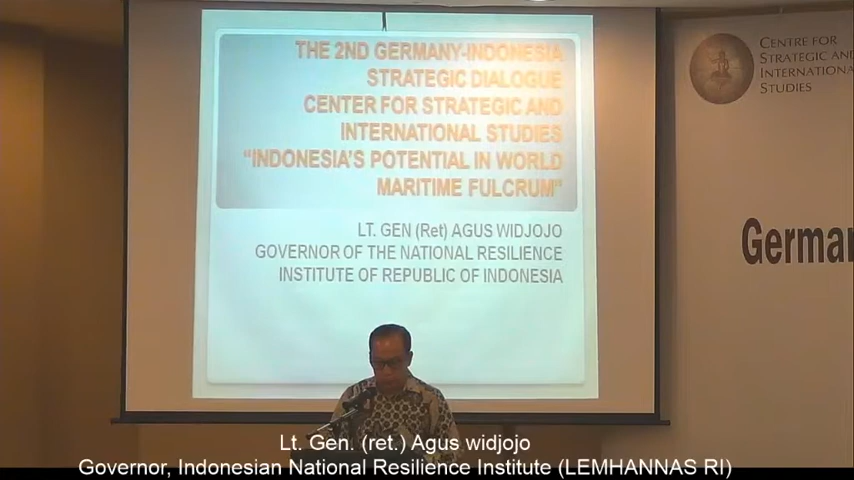 THE 2ND GERMANY-INDONESIA
STRATEGIC DIALOGUE
CENTER FOR STRATEGIC AND
INTERNATIONAL STUDIES
"INDONESIA'S POTENTIAL IN WORLD
MARITIME FULCRUM"
LT. GEN (Ret) AGUS WIDJOJO
GOVERNOR OF THE NATIONAL RESILIENCE
INSTITUTE OF REPUBLIC OF INDONESIA
CENTRE FOR
STRATEGIC AND
INTERNATIONA
STUDIES
German
Lt. Gen. (ret.) Agus widjojo
Governor, Indonesian National Resilience Institute (LEMHANNAS RI)